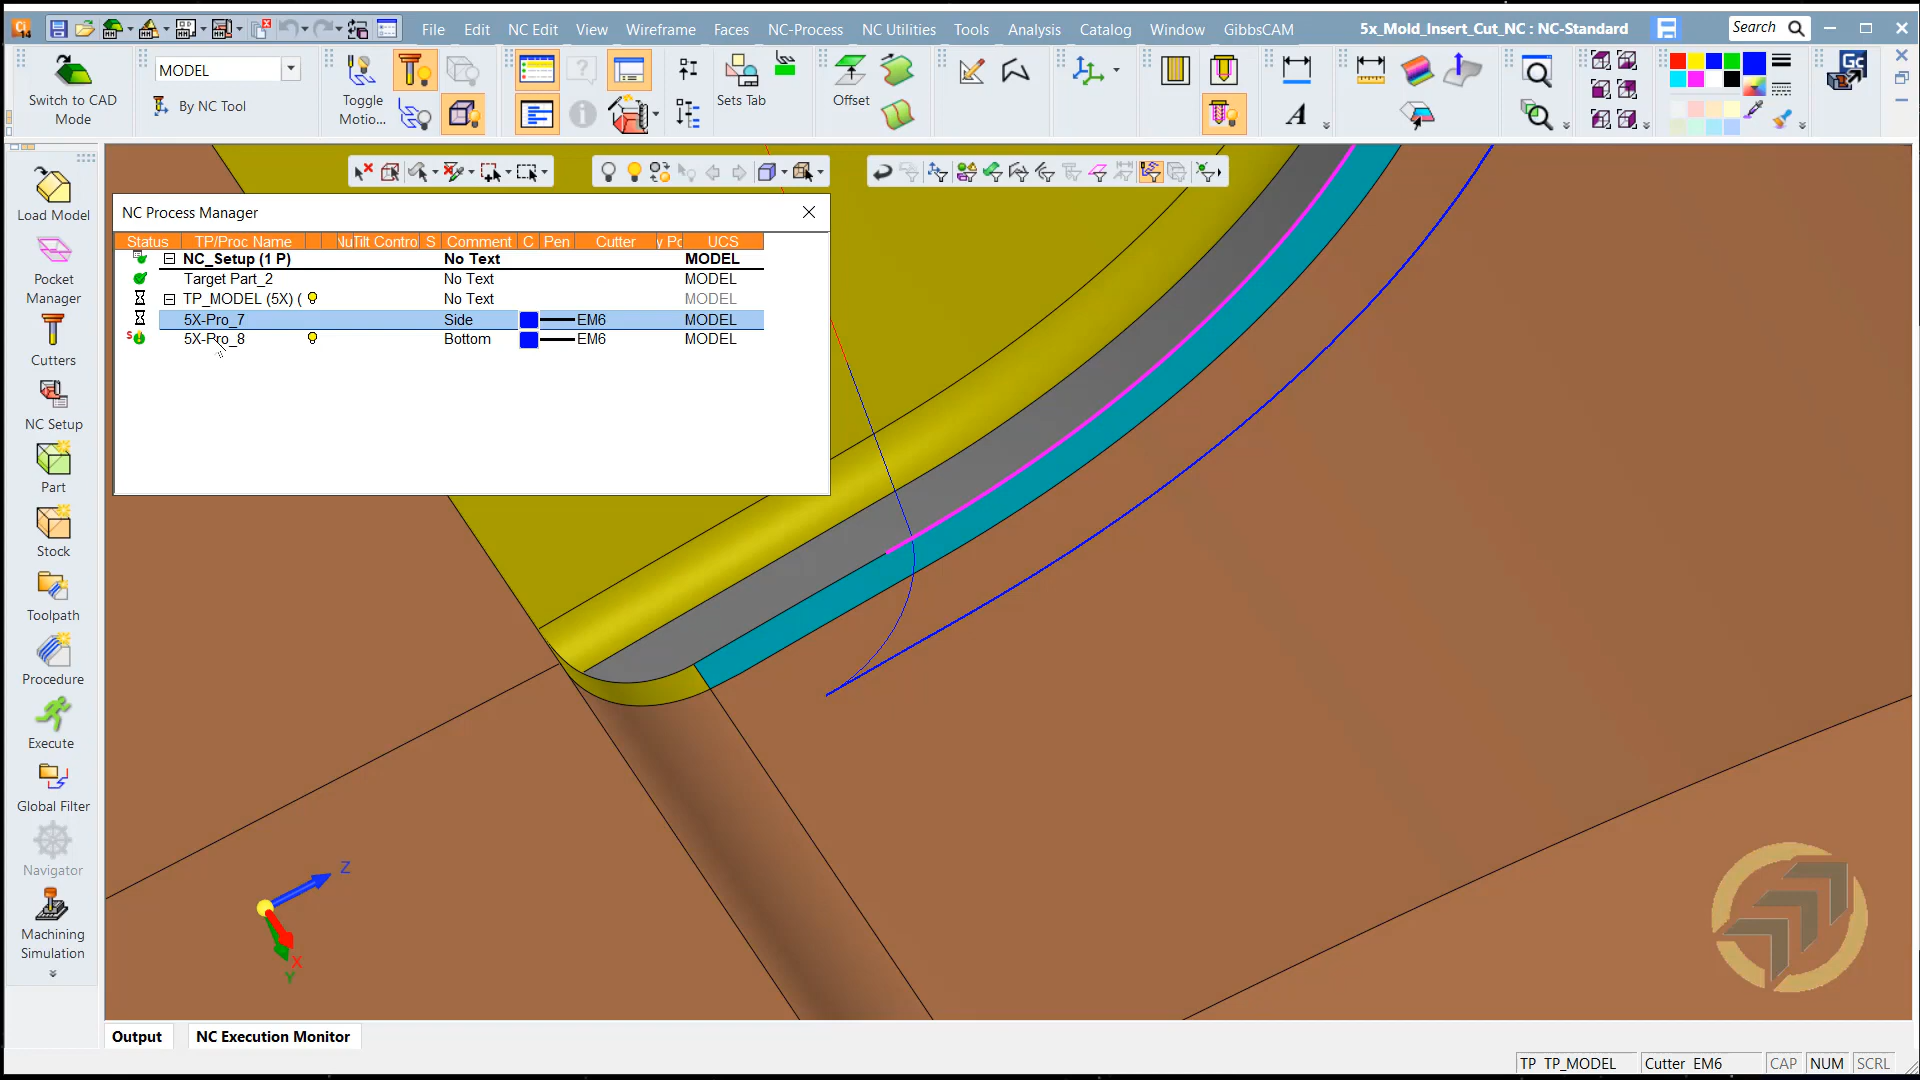 File Edit NC Edit View Wireframe Faces NC-Process NC Utilities Tools Analysis Catalog Window GibbsCAM
5x_Mold_Insert_Cut_NC : NC-Standard
Search
Switch to CAD
Mode
MODEL
By NC Tool
Toggle
Motio...
Sets Tab
Offset
Load Model
Pocket
Manager
Cutters
NC Setup
Part
Stock
Toolpath
Procedure
Execute
Global Filter
Navigator
Machining
Simulation
NC Process Manager
Status TP/Proc Name Nu Tilt Contro S Comment C Pen Cutter y Pc UCS
NC_Setup (1 P) No Text MODEL
Target Part_2 No Text MODEL
TP_MODEL (5X) ( No Text MODEL
5X-Pro_7 Side EM6 MODEL
5X-Pro_8 Bottom EM6 MODEL
Z
X
Y
Output NC Execution Monitor
TP TP_MODEL Cutter EM6 CAP NUM SCRL